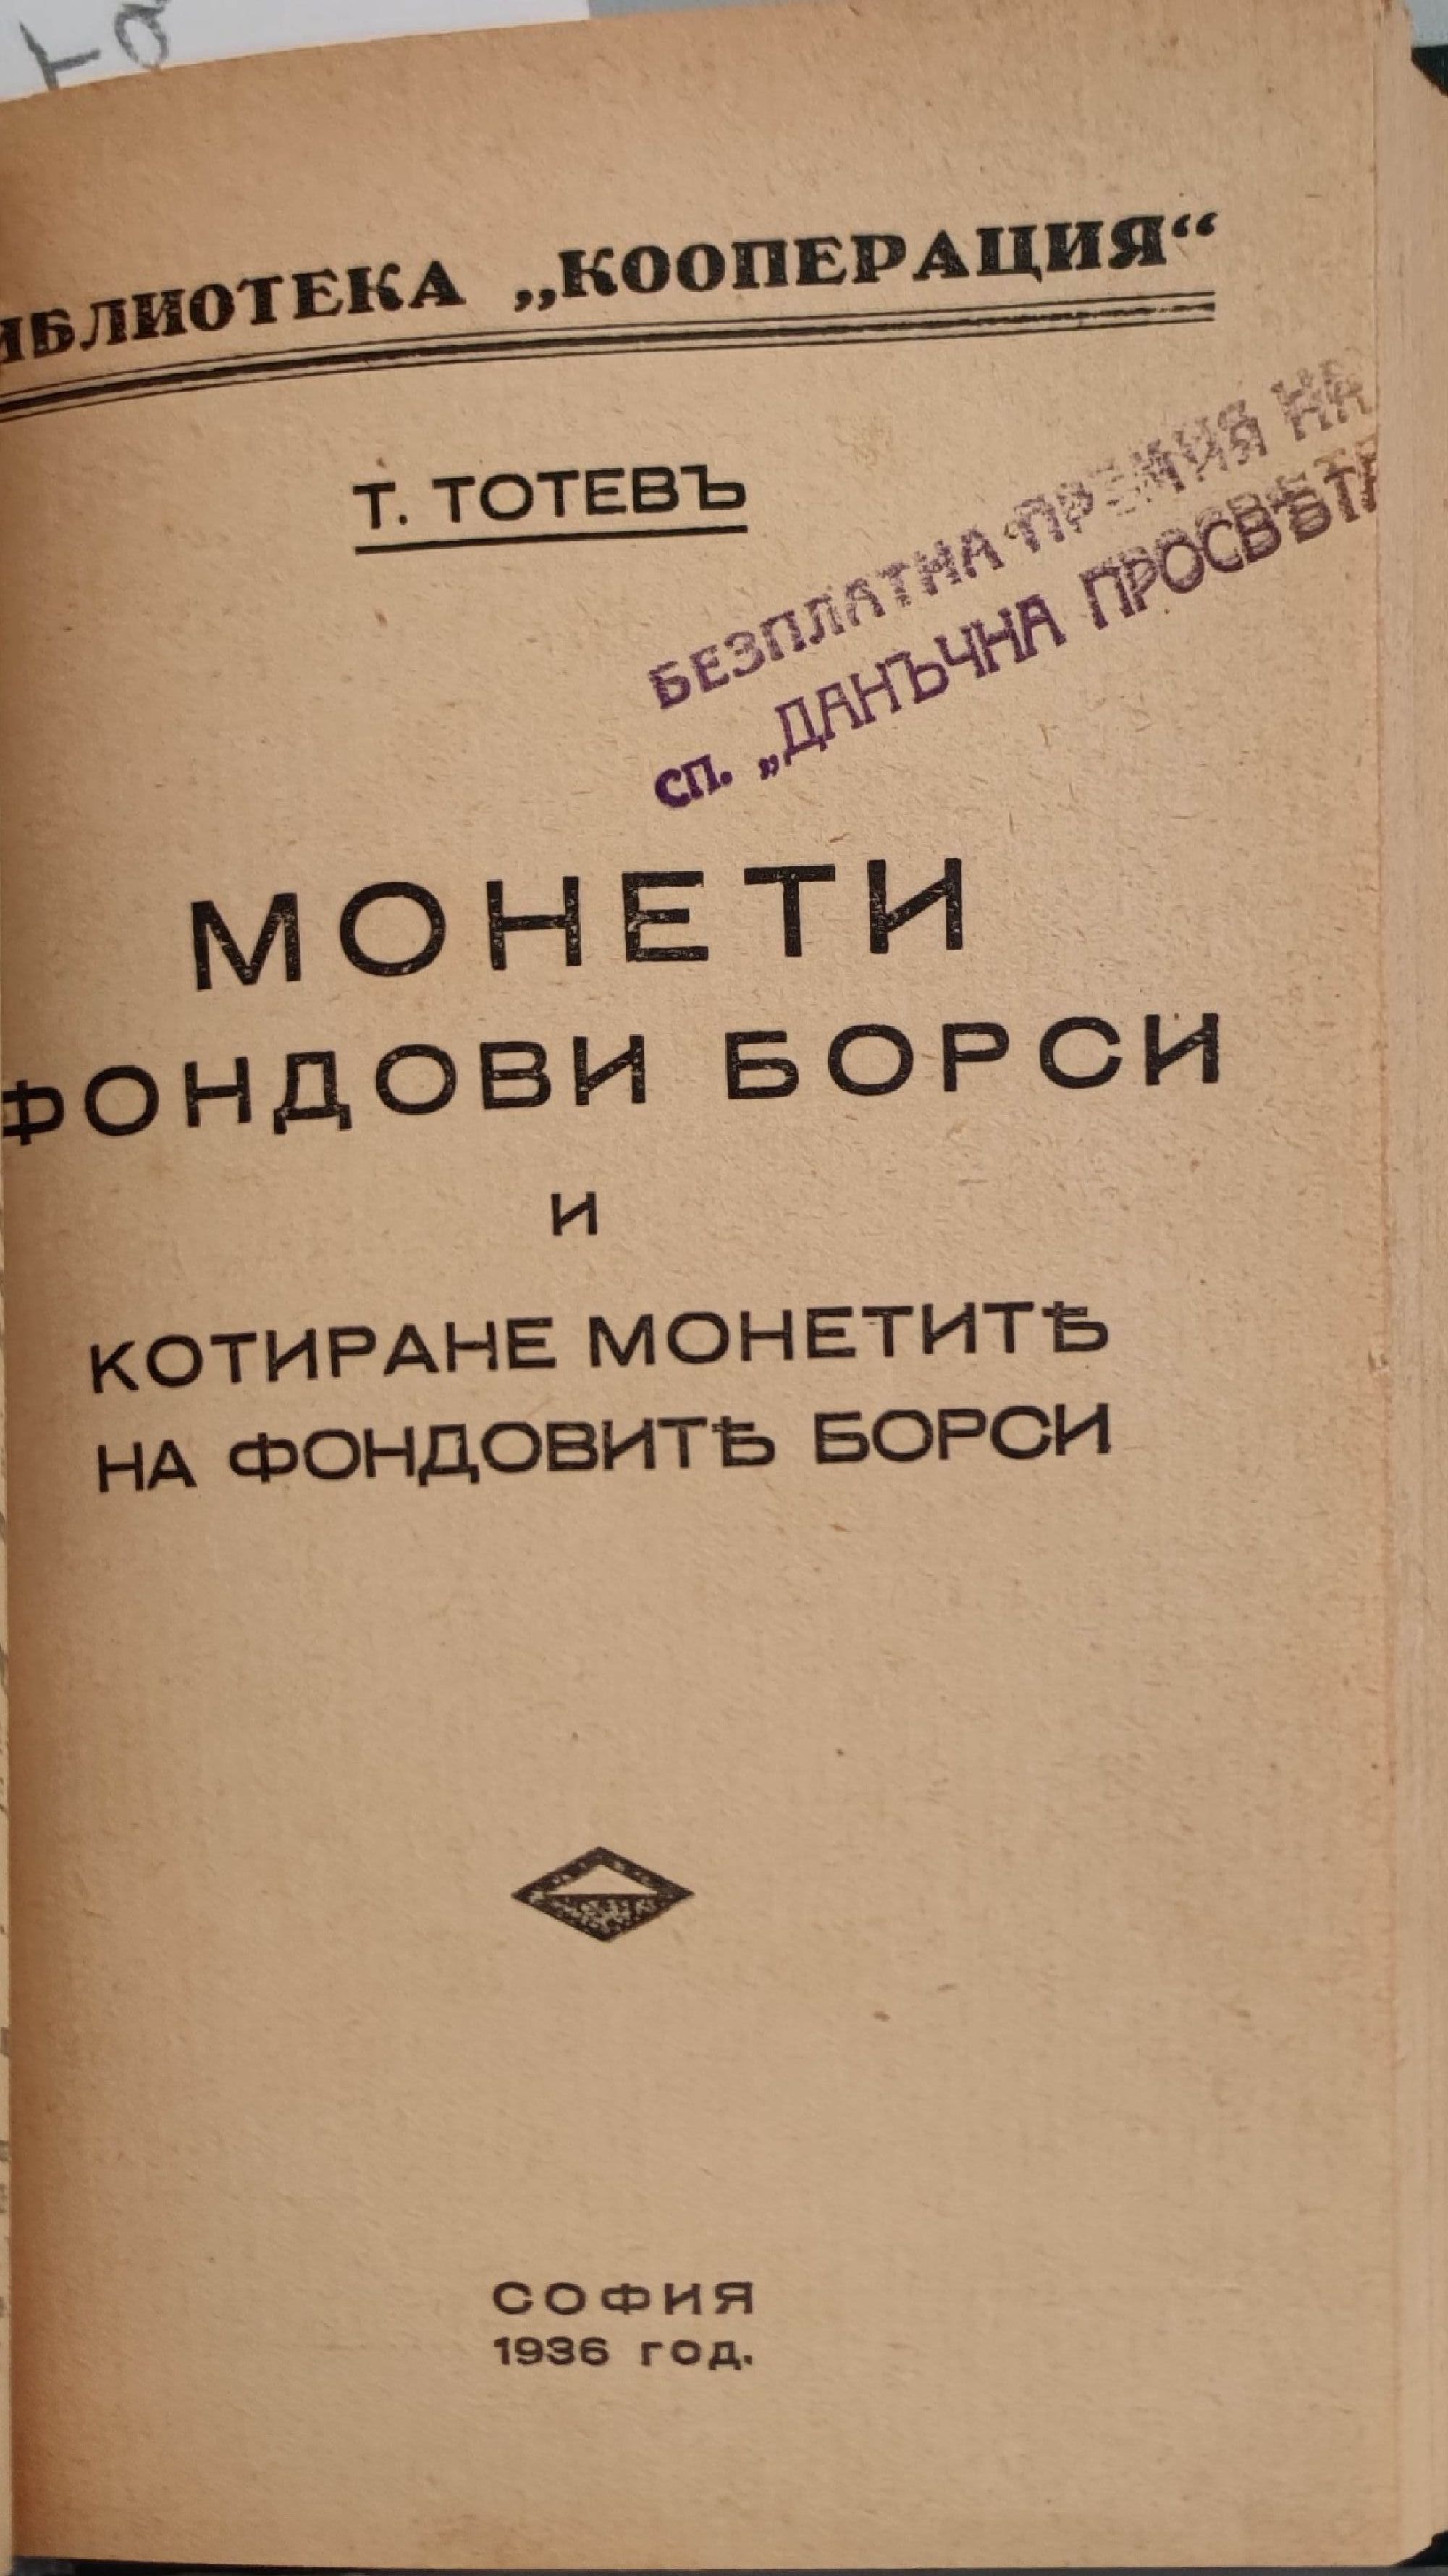 ИБЛИОТЕКА „КООПЕРАЦИЯ“
Т. ТОТЕВЪ
БЕЗПЛАТНА ПРЕМИЯ НА
сп. „ДАНЪЧНА ПРОСВѢТА
МОНЕТИ
ФОНДОВИ БОРСИ
И
КОТИРАНЕ МОНЕТИТѢ
НА ФОНДОВИТѢ БОРСИ
СОФИЯ
1936 год.